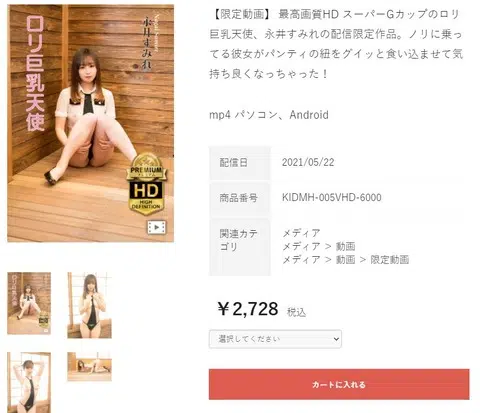 永井すみれ
ロリ巨乳天使
PREMIUM
HD
HIGH
DEFINITION
【限定動画】 最高画質HD スーパーGカップのロリ
巨乳天使、永井すみれの配信限定作品。ノリに乗っ
てる彼女がパンティの紐をグイッと食い込ませて気
持ち良くなっちゃった！
mp4 パソコン、Android
配信日 2021/05/22
商品番号 KIDMH-005VHD-6000
関連カテ
ゴリ
メディア
メディア ＞ 動画
メディア ＞ 動画 ＞ 限定動画
￥2,728 税込
選択してください
カートに入れる